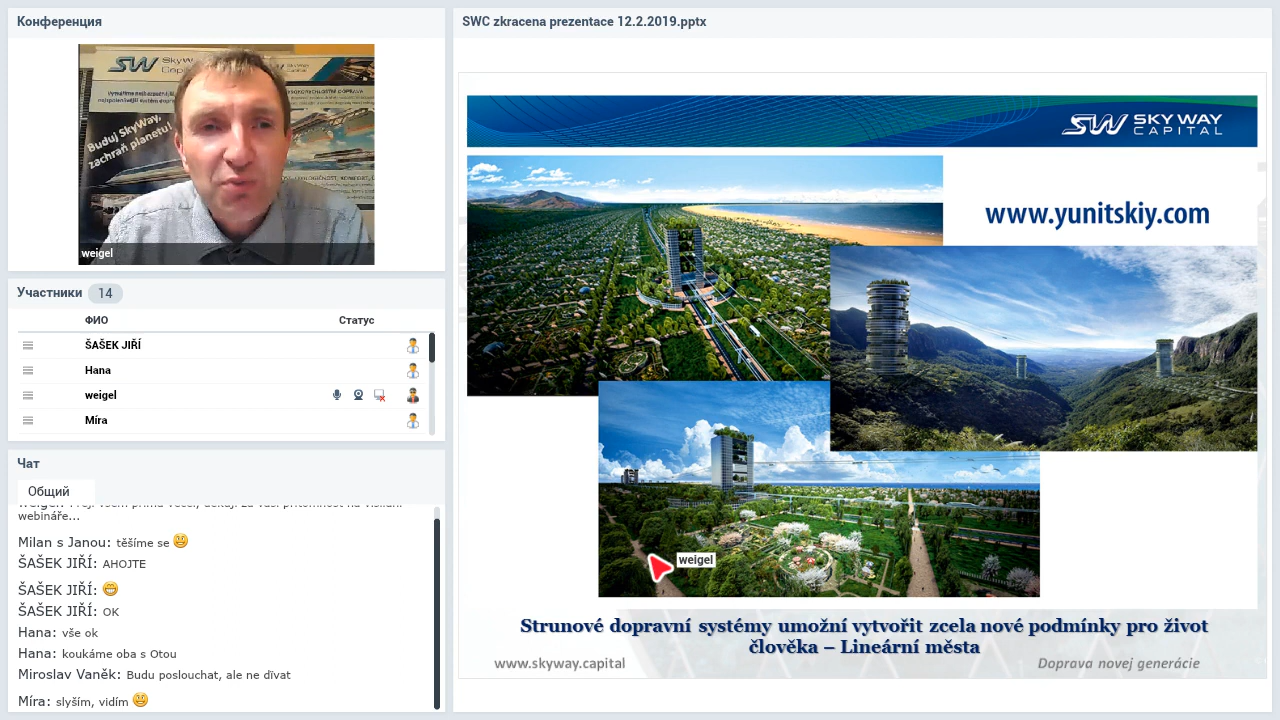 Конференция
SkyWay
Capital
Buduj SkyWay,
zachraň planetu!
weigel
Участники 14
ФИО Статус
ŠAŠEK JIŘÍ
Hana
weigel
Míra
Чат
Общий
webináře...
Milan s Janou: těšíme se
ŠAŠEK JIŘÍ: AHOJTE
ŠAŠEK JIŘÍ:
ŠAŠEK JIŘÍ: OK
Hana: vše ok
Hana: koukáme oba s Otou
Miroslav Vaněk: Budu poslouchat, ale ne dívat
Míra: slyším, vidím
SWC zkracena prezentace 12.2.2019.pptx
SW SKY WAY
CAPITAL
www.yunitskiy.com
weigel
Strunové dopravní systémy umožní vytvořit zcela nové podmínky pro život
člověka – Lineární města
www.skyway.capital
Doprava novej generácie